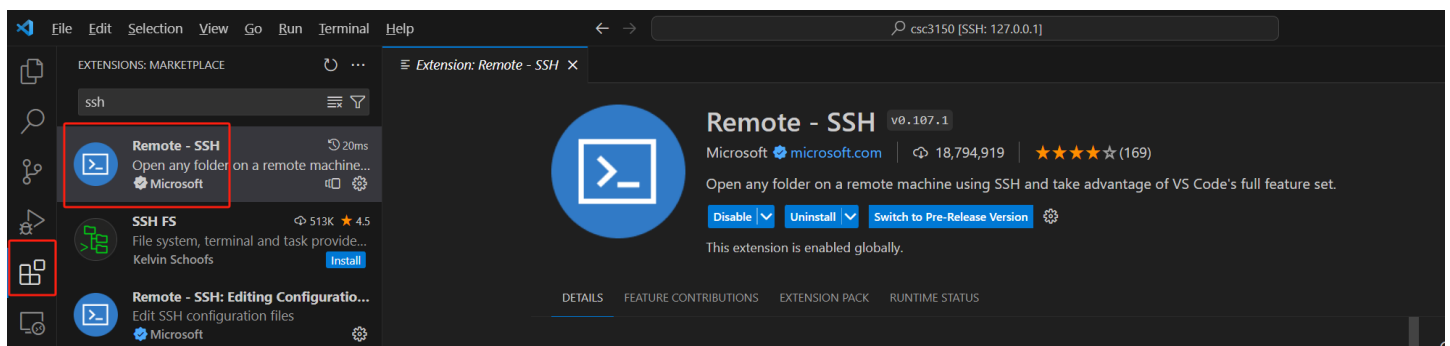 File Edit Selection View Go Run Terminal Help
csc3150 [SSH: 127.0.0.1]
EXTENSIONS: MARKETPLACE
ssh
Remote - SSH
20ms
Open any folder on a remote machine...
Microsoft
SSH FS
513K ★ 4.5
File system, terminal and task provide...
Kelvin Schoofs
Install
Remote - SSH: Editing Configuratio...
Edit SSH configuration files
Microsoft
Extension: Remote - SSH
Remote - SSH v0.107.1
Microsoft microsoft.com 18,794,919 ★★★★☆(169)
Open any folder on a remote machine using SSH and take advantage of VS Code's full feature set.
Disable Uninstall Switch to Pre-Release Version
This extension is enabled globally.
DETAILS FEATURE CONTRIBUTIONS EXTENSION PACK RUNTIME STATUS